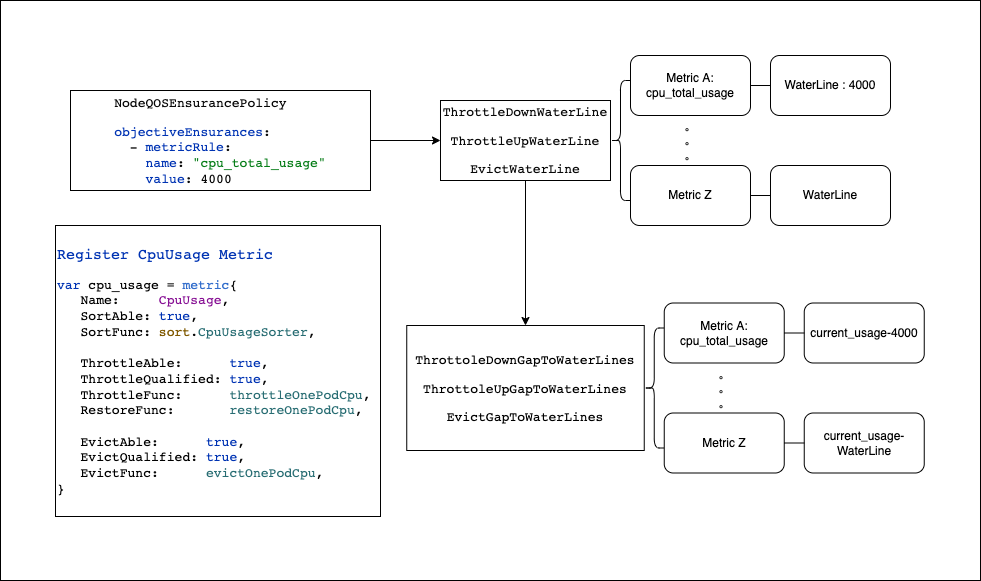 NodeQOSEnsurancePolicy
objectiveEnsurances:
- metricRule:
name: "cpu_total_usage"
value: 4000
ThrottleDownWaterLine
ThrottleUpWaterLine
EvictWaterLine
Metric A:
cpu_total_usage
WaterLine : 4000
Metric Z
WaterLine
Register CpuUsage Metric
var cpu_usage = metric{
Name: CpuUsage,
SortAble: true,
SortFunc: sort.CpuUsageSorter,
ThrottleAble: true,
ThrottleQualified: true,
ThrottleFunc: throttleOnePodCpu,
RestoreFunc: restoreOnePodCpu,
EvictAble: true,
EvictQualified: true,
EvictFunc: evictOnePodCpu,
}
ThrottoleDownGapToWaterLines
ThrottoleUpGapToWaterLines
EvictGapToWaterLines
Metric A:
cpu_total_usage
current_usage-4000
Metric Z
current_usage-
WaterLine